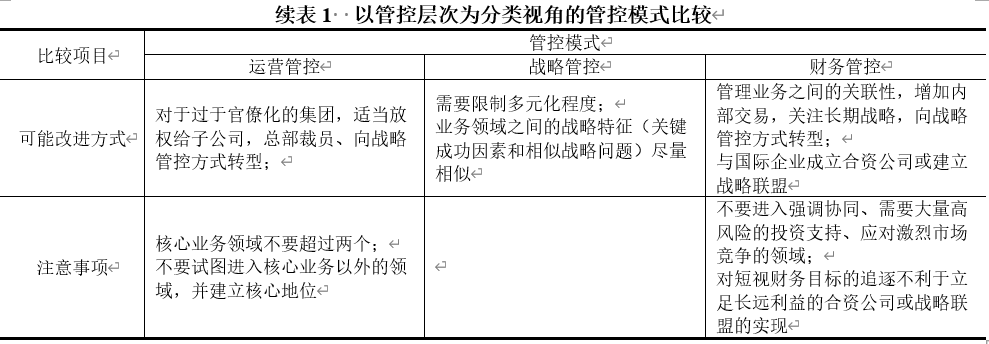 续表 1 以管控层次为分类视角的管控模式比较
比较项目
管控模式
运营管控
战略管控
财务管控
可能改进方式
对于过于官僚化的集团，适当放
权给子公司，总部裁员、向战略
管控方式转型；
需要限制多元化程度；
业务领域之间的战略特征（关键
成功因素和相似战略问题）尽量
相似
管理业务之间的关联性，增加内
部交易，关注长期战略，向战略
管控方式转型；
与国际企业成立合资公司或建立
战略联盟
注意事项
核心业务领域不要超过两个；
不要试图进入核心业务以外的领
域，并建立核心地位
不要进入强调协同、需要大量高
风险的投资支持、应对激烈市场
竞争的领域；
对短视财务目标的追逐不利于立
足长远利益的合资公司或战略联
盟的实现